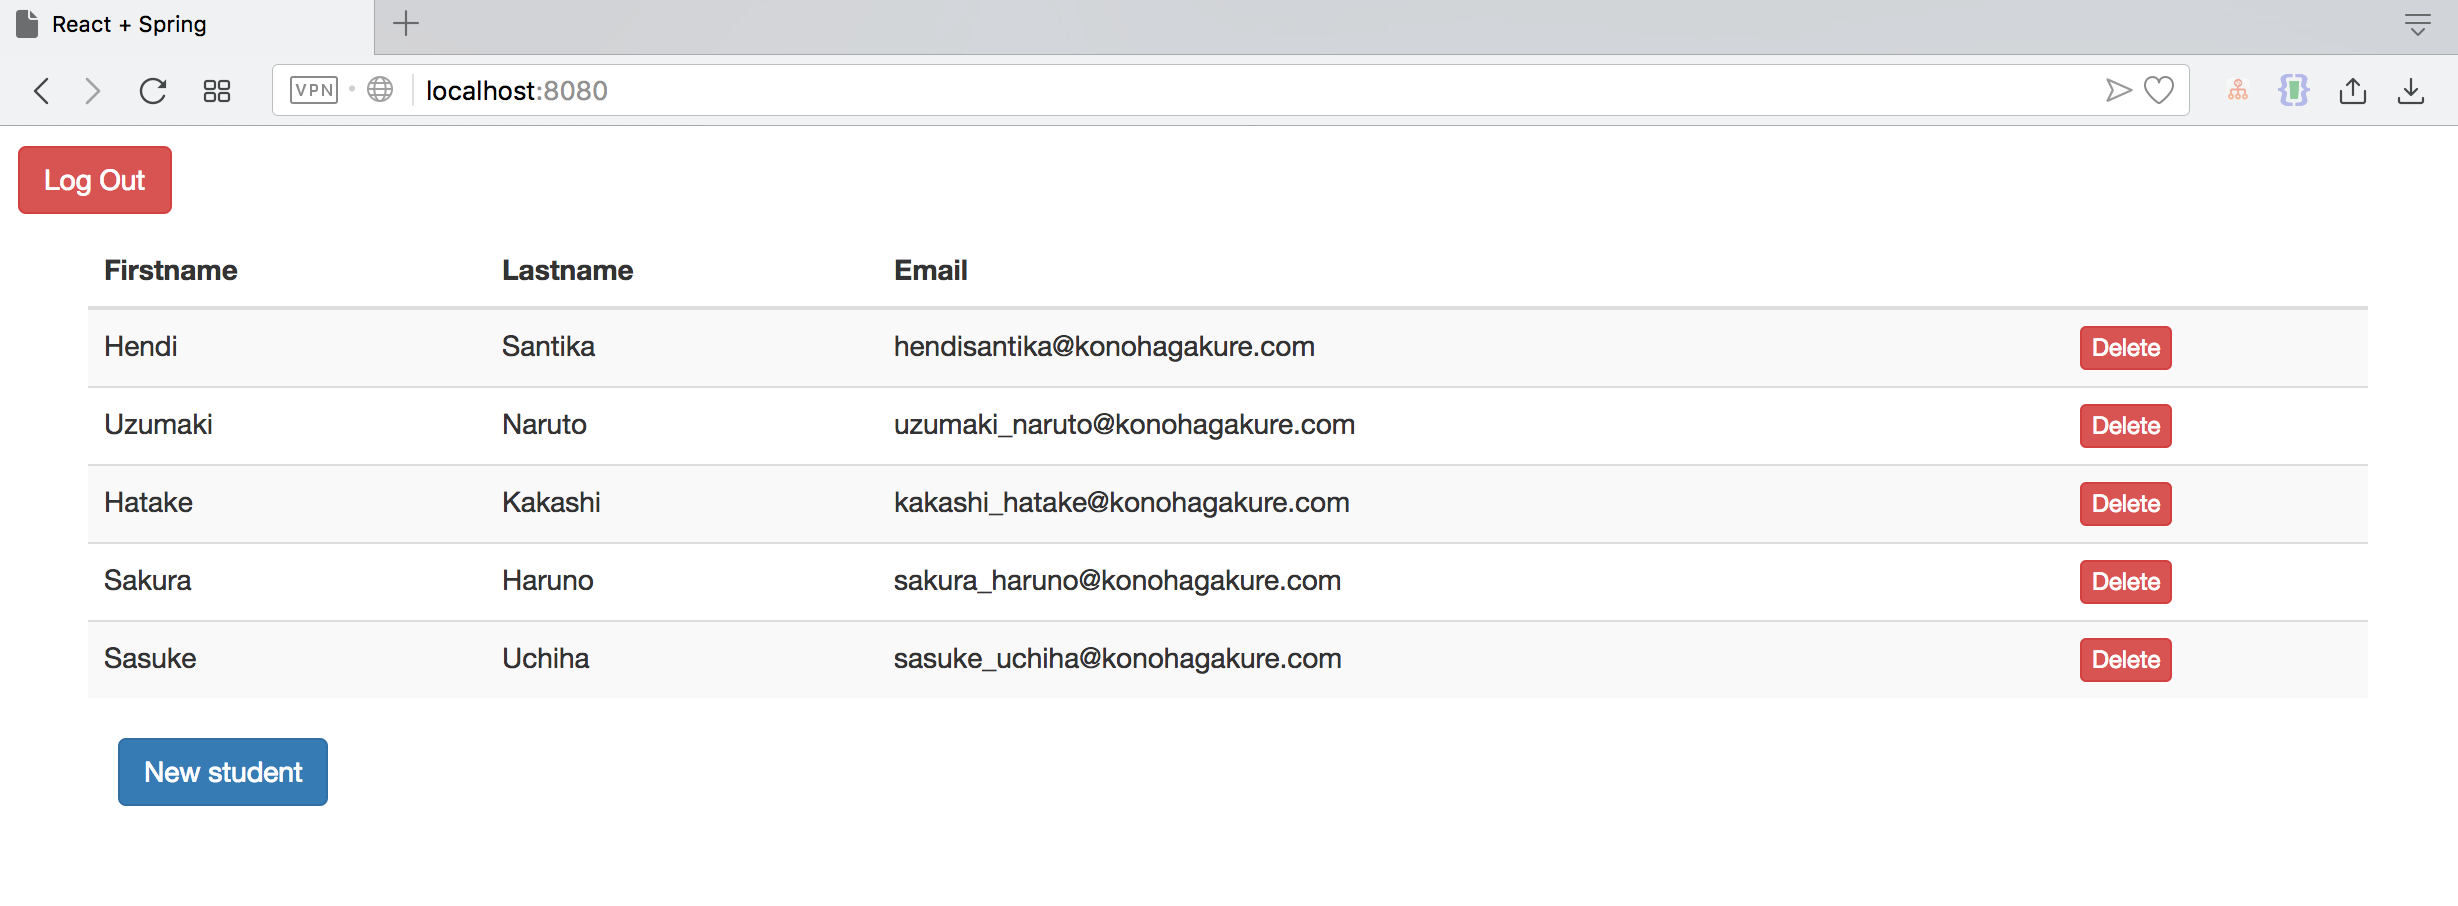 React + Spring
VPN localhost:8080
Log Out
Firstname Lastname Email
Hendi Santika hendisantika@konohagakure.com Delete
Uzumaki Naruto uzumaki_naruto@konohagakure.com Delete
Hatake Kakashi kakashi_hatake@konohagakure.com Delete
Sakura Haruno sakura_haruno@konohagakure.com Delete
Sasuke Uchiha sasuke_uchiha@konohagakure.com Delete
New student